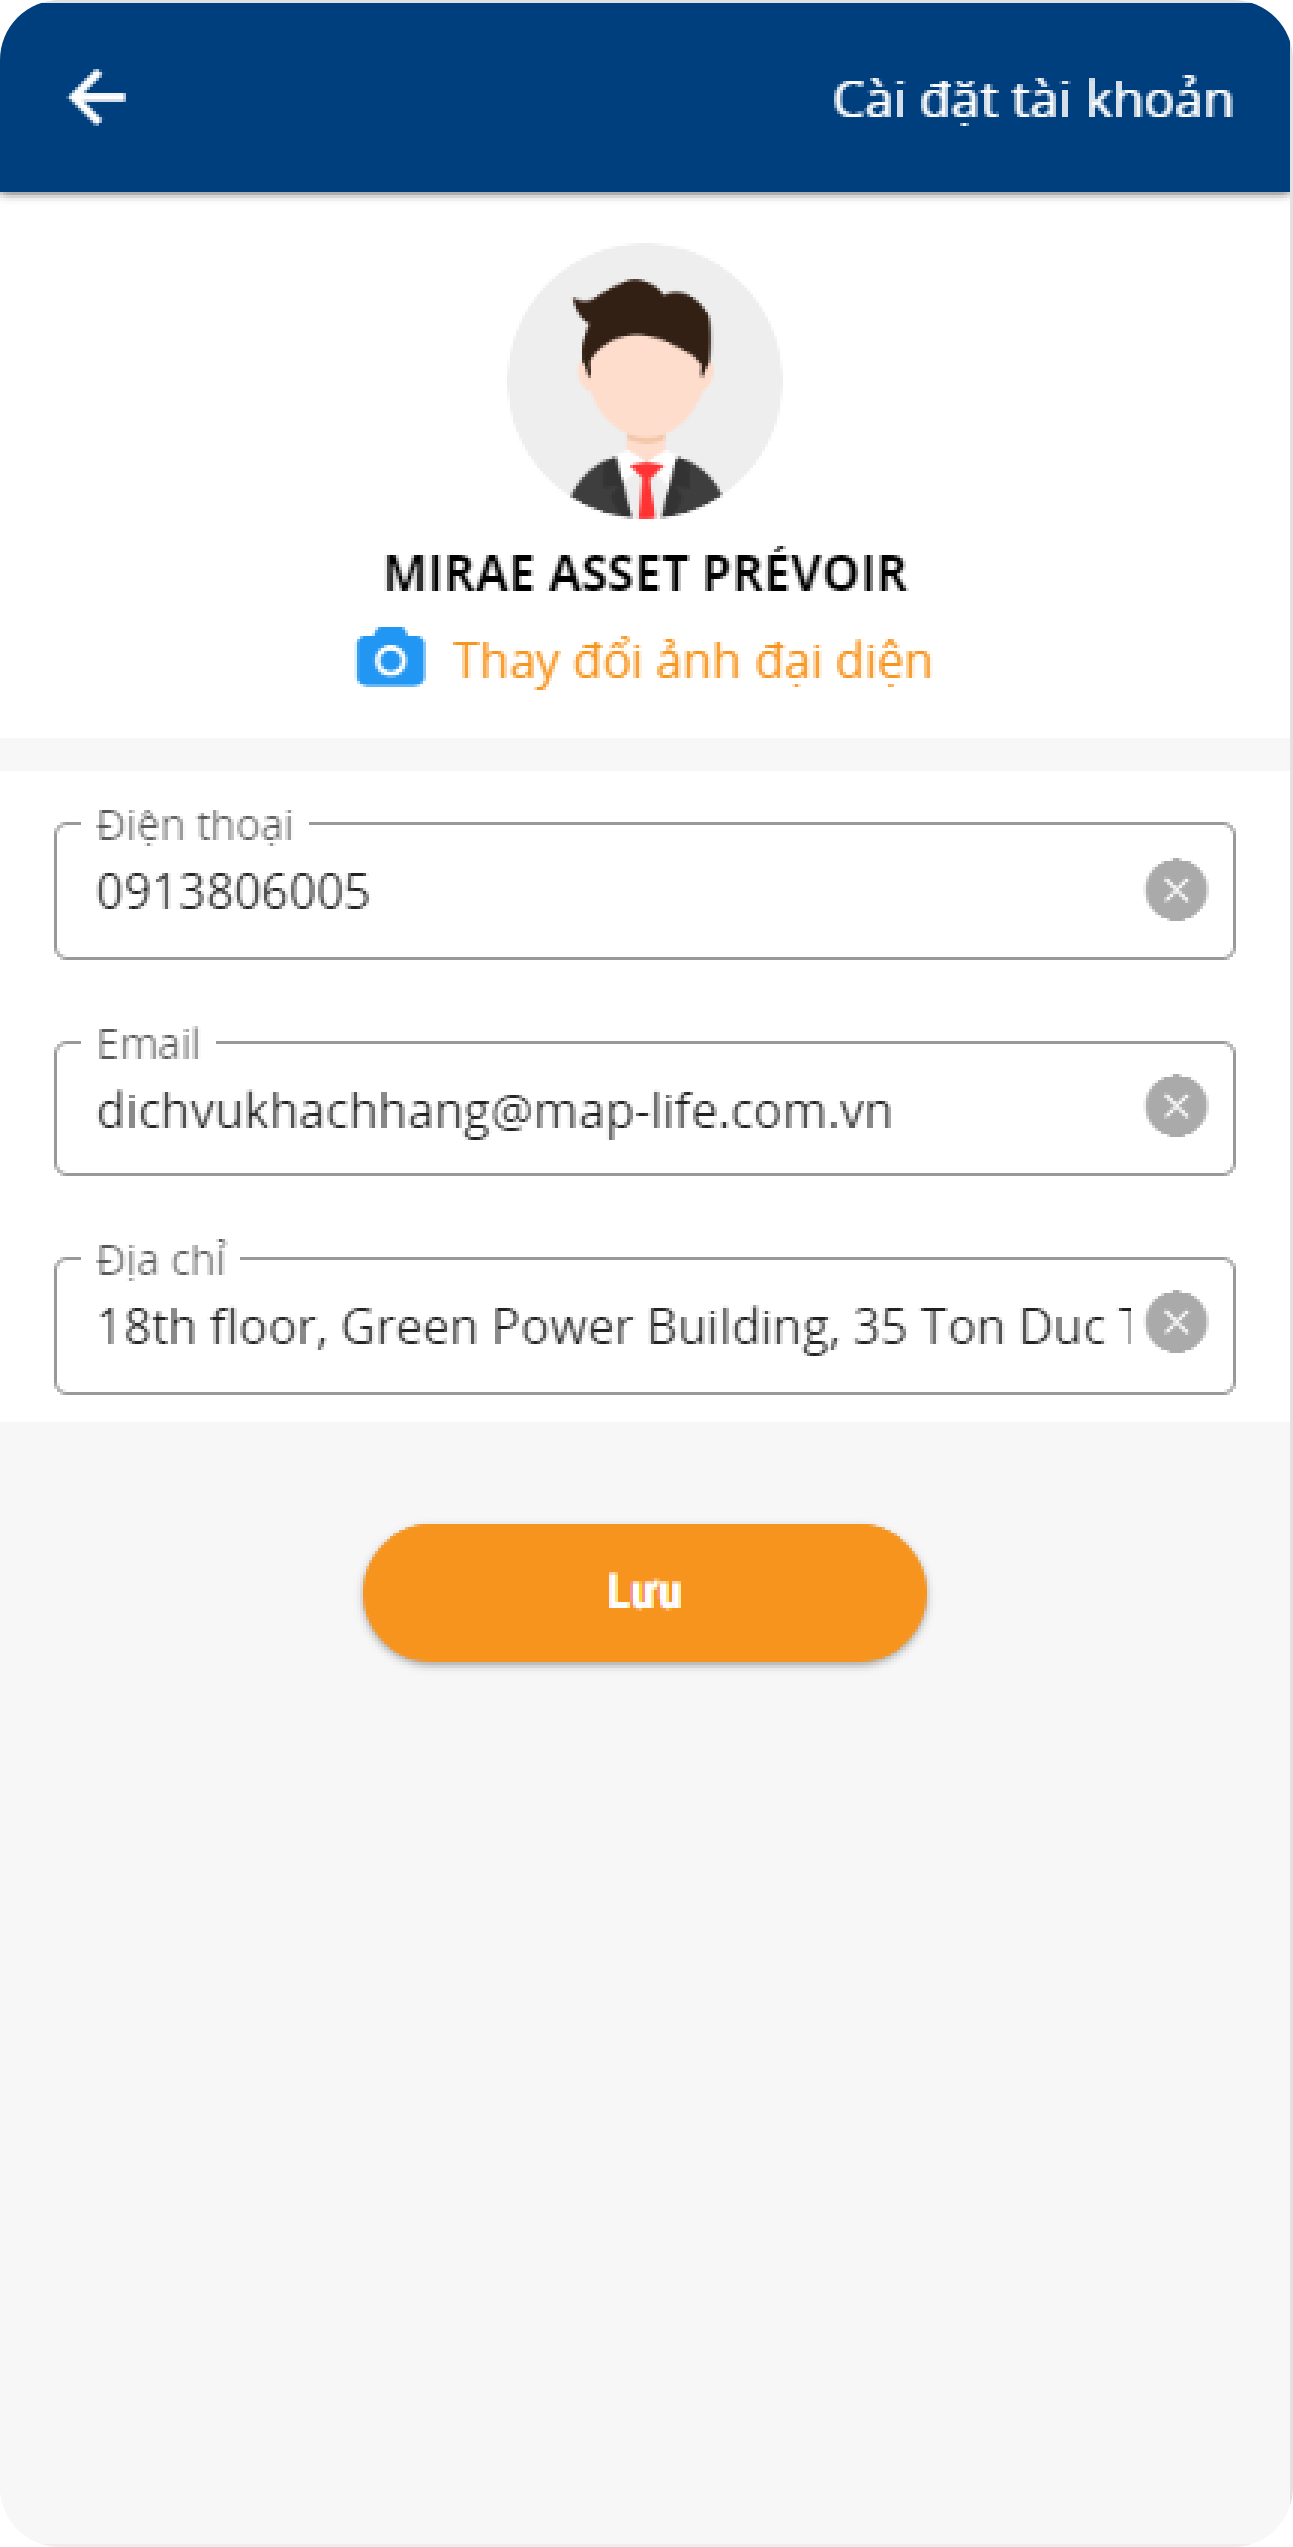 Cài đặt tài khoản
MIRAE ASSET PRÉVOIR
Thay đổi ảnh đại diện
Điện thoại
0913806005
Email
dichvukhachhang@map-life.com.vn
Địa chỉ
18th floor, Green Power Building, 35 Ton Duc T
Lưu